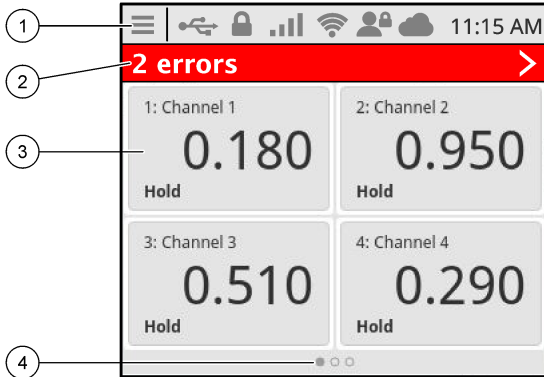 1
11:15 AM
2
2 errors
3
1: Channel 1
0.180
Hold
2: Channel 2
0.950
Hold
3: Channel 3
0.510
Hold
4: Channel 4
0.290
Hold
4